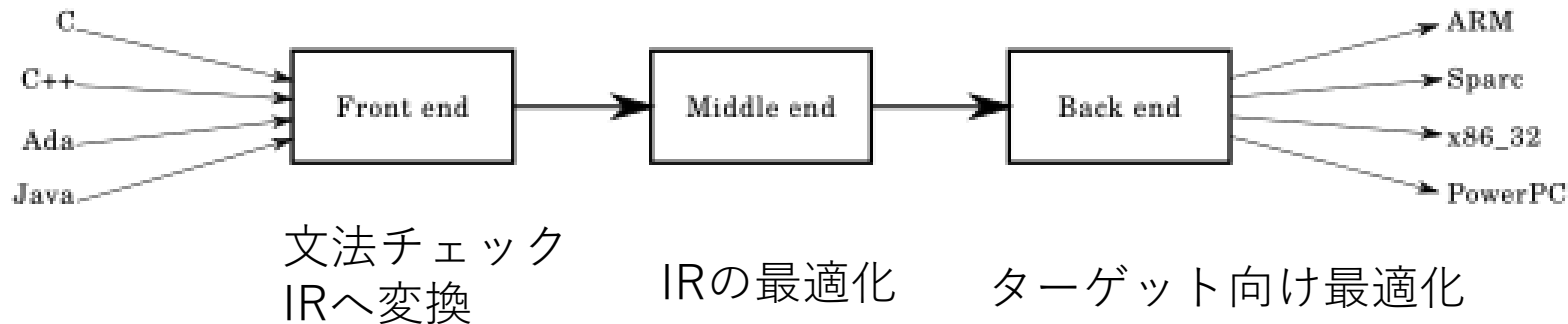 C
C++
Ada
Java
Front end
Middle end
Back end
ARM
Sparc
x86_32
PowerPC
文法チェック
IRへ変換
IRの最適化
ターゲット向け最適化